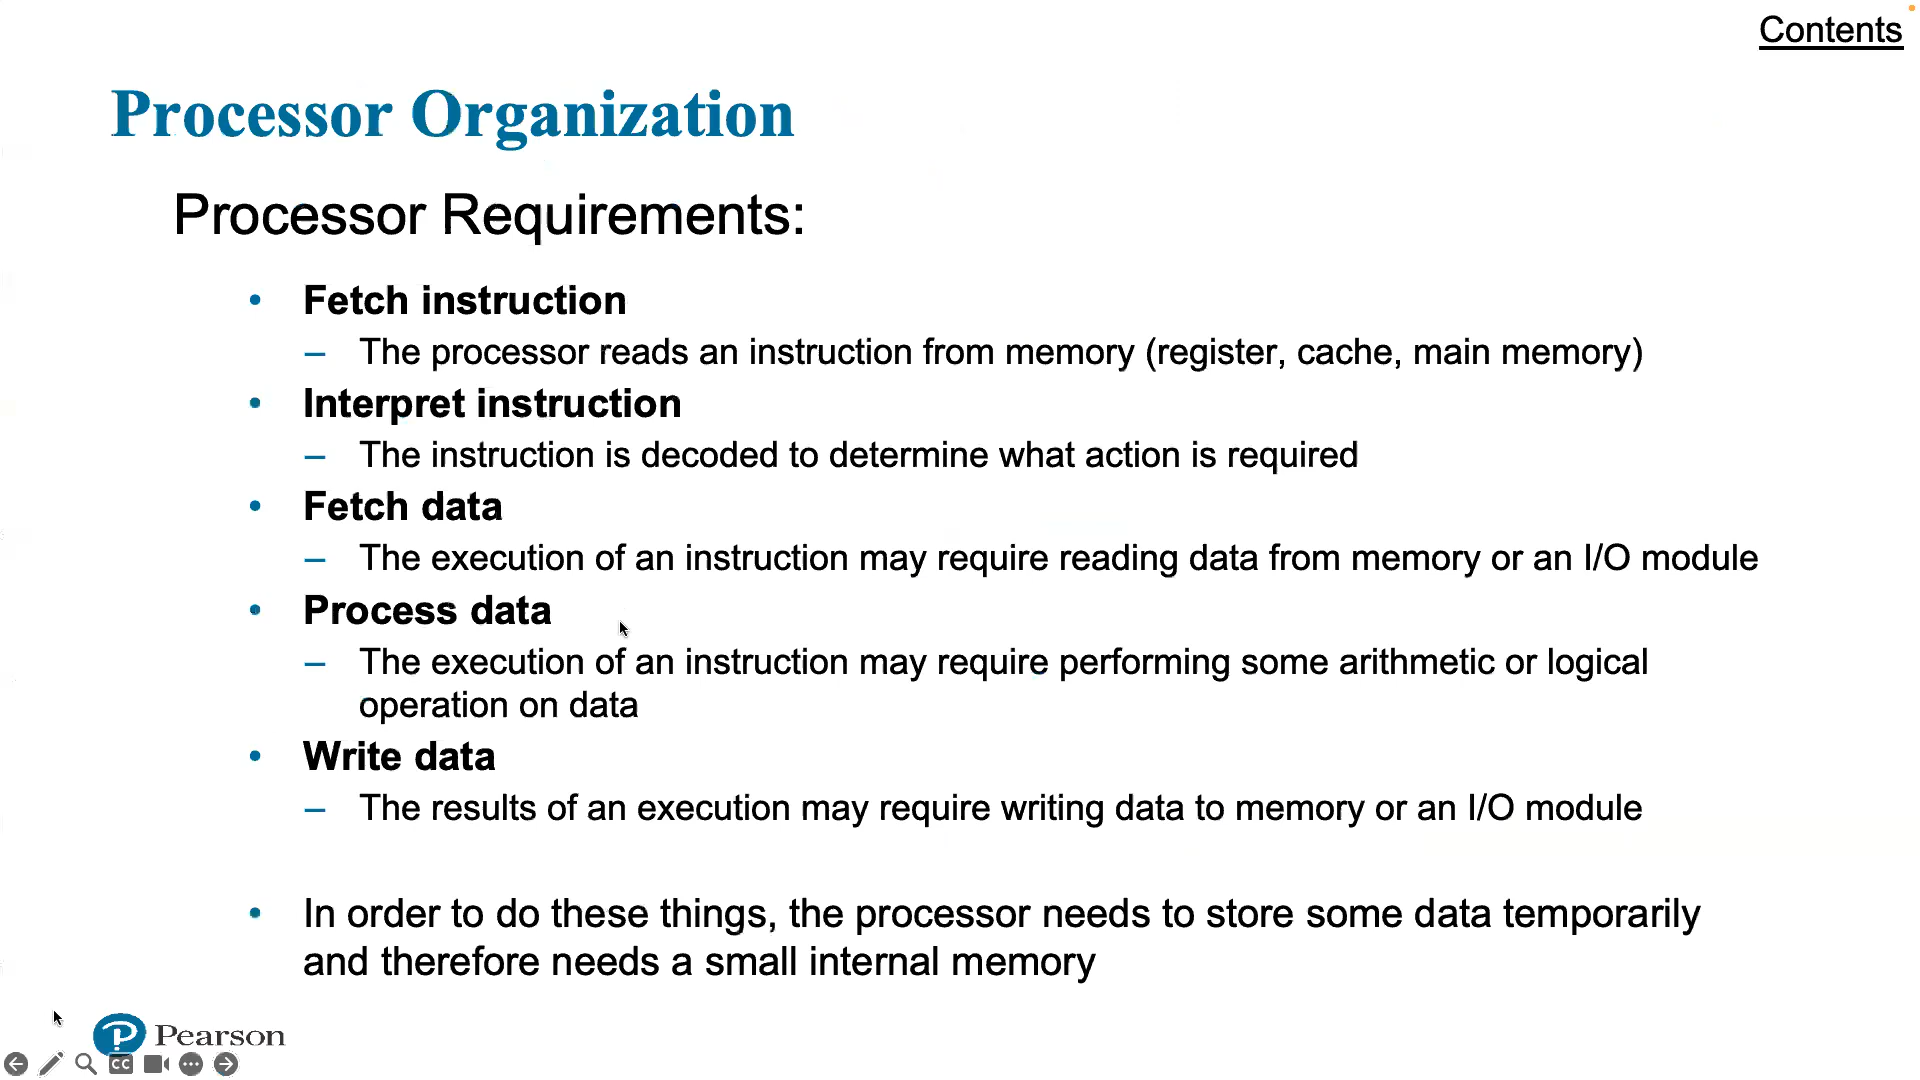 Contents
Processor Organization
Processor Requirements:
• Fetch instruction
– The processor reads an instruction from memory (register, cache, main memory)
• Interpret instruction
– The instruction is decoded to determine what action is required
• Fetch data
– The execution of an instruction may require reading data from memory or an I/O module
• Process data
– The execution of an instruction may require performing some arithmetic or logical
operation on data
• Write data
– The results of an execution may require writing data to memory or an I/O module
• In order to do these things, the processor needs to store some data temporarily
and therefore needs a small internal memory
P Pearson
CC